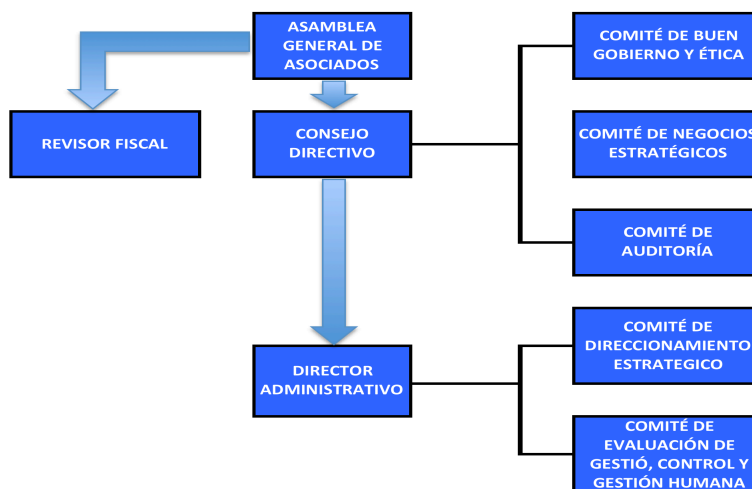 ASAMBLEA
GENERAL DE
ASOCIADOS
COMITÉ DE BUEN
GOBIERNO Y ÉTICA
REVISOR FISCAL
CONSEJO
DIRECTIVO
COMITÉ DE NEGOCIOS
ESTRATÉGICOS
COMITÉ DE
AUDITORÍA
DIRECTOR
ADMINISTRATIVO
COMITÉ DE
DIRECCIONAMIENTO
ESTRATEGICO
COMITÉ DE
EVALUACIÓN DE
GESTIÓ, CONTROL Y
GESTIÓN HUMANA